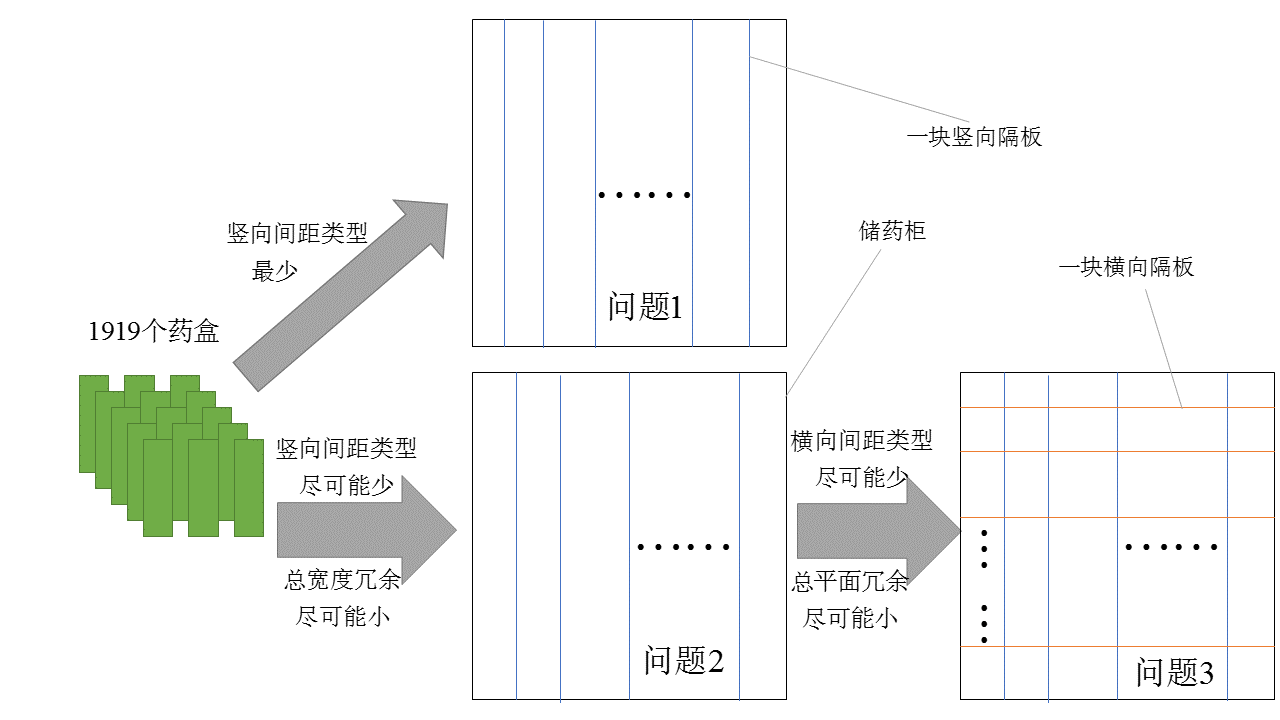 一块竖向隔板
竖向间距类型
最少
储药柜
一块横向隔板
问题1
1919个药盒
竖向间距类型
尽可能少
横向间距类型
尽可能少
……
……
……
总宽度冗余
尽可能小
总平面冗余
尽可能小
问题2
问题3